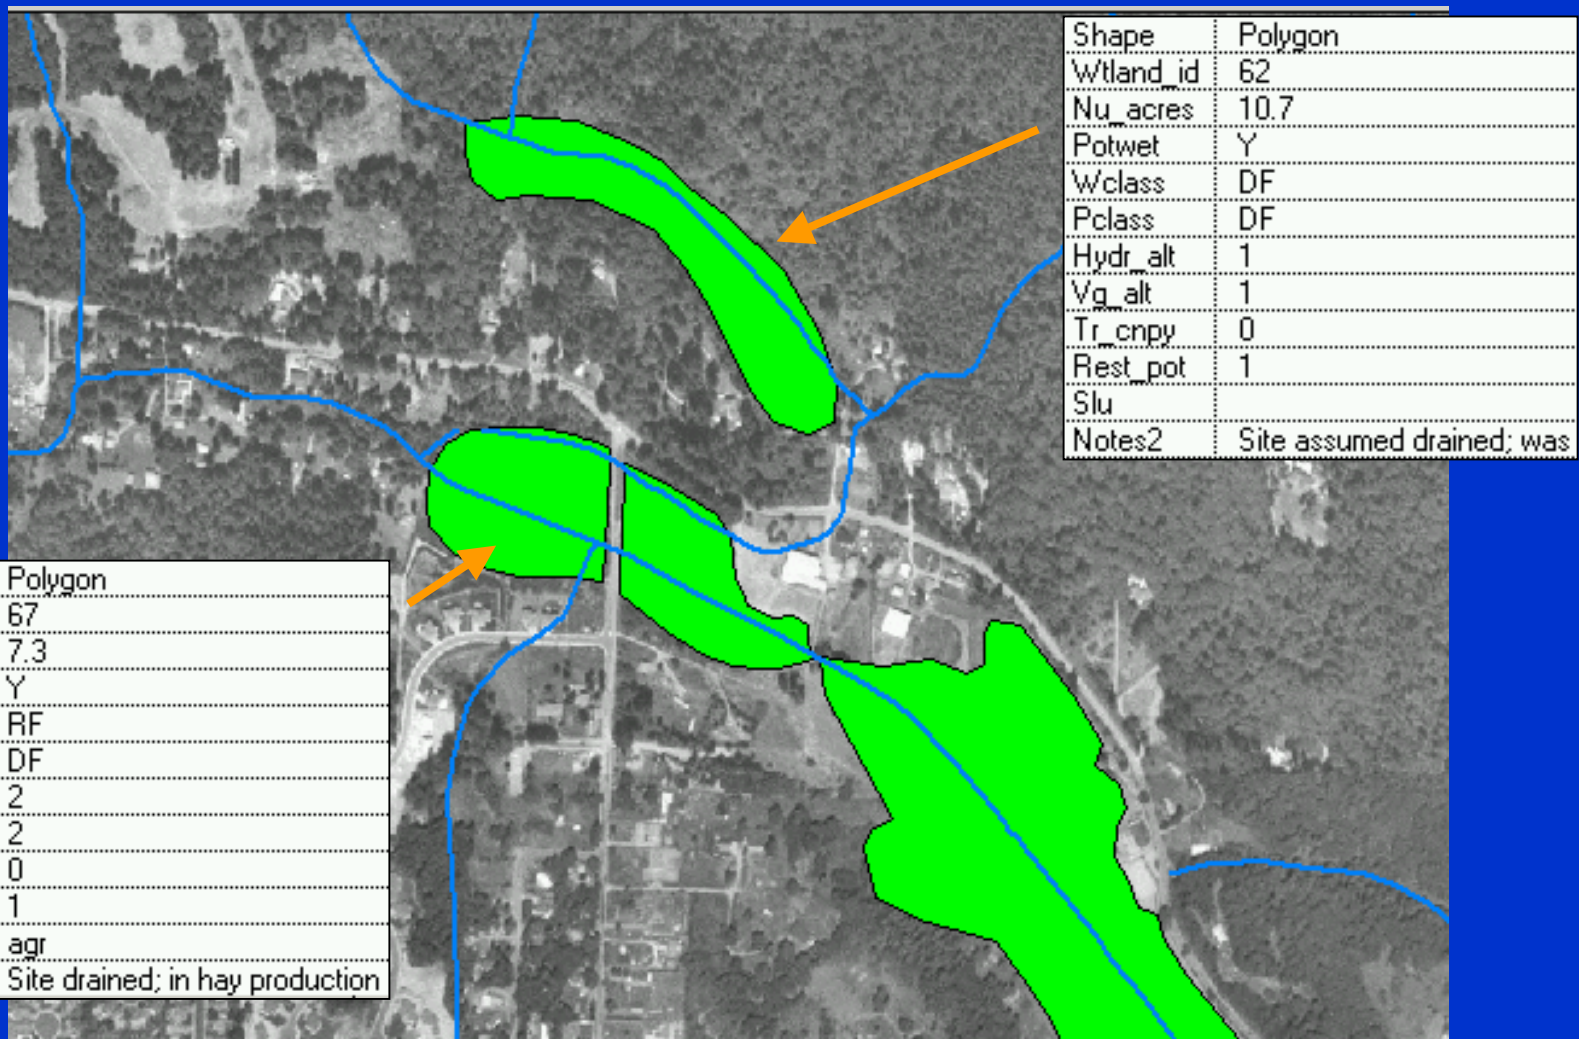 Shape Polygon
Wtland_id 62
Nu_acres 10.7
Potwet Y
Wclass DF
Pclass DF
Hydr_alt 1
Vg_alt 1
Tr_cnpy 0
Rest_pot 1
Slu
Notes2 Site assumed drained; was
Polygon
67
7.3
Y
RF
DF
2
2
0
1
agr
Site drained; in hay production